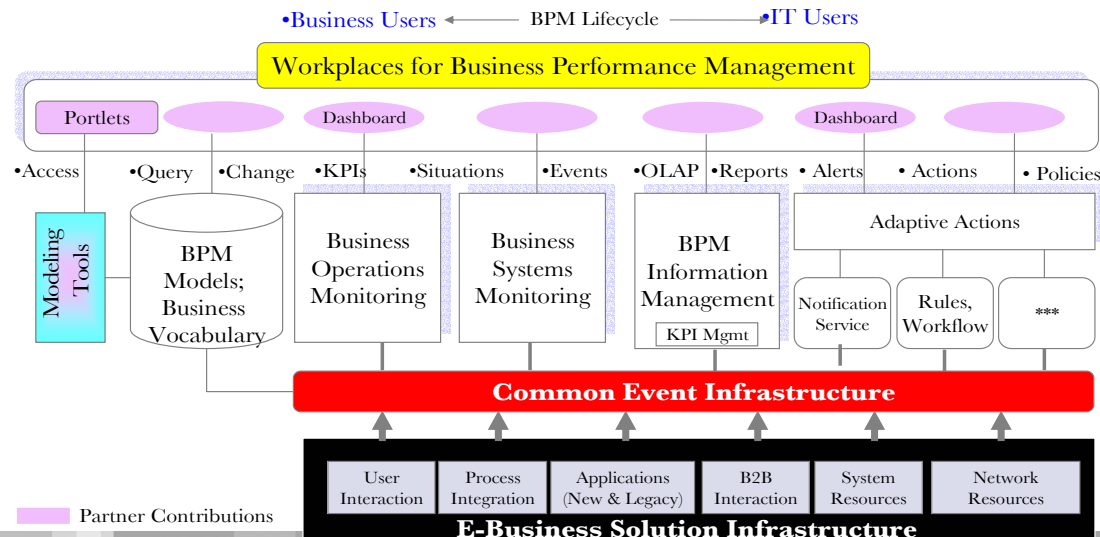 •Business Users
BPM Lifecycle
•IT Users
Workplaces for Business Performance Management
Portlets
Dashboard
Dashboard
•Access
•Query
•Change
•KPIs
•Situations
•Events
•OLAP
•Reports
• Alerts
• Actions
• Policies
Modeling
Tools
BPM
Models;
Business
Vocabulary
Business
Operations
Monitoring
Business
Systems
Monitoring
BPM
Information
Management
KPI Mgmt
Adaptive Actions
Notification
Service
Rules,
Workflow
***
Common Event Infrastructure
User
Interaction
Process
Integration
Applications
(New & Legacy)
B2B
Interaction
System
Resources
Network
Resources
E-Business Solution Infrastructure
Partner Contributions